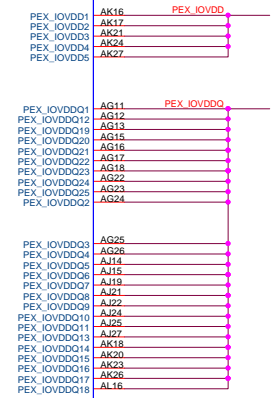 PEX_IOVDD1 AK16 PEX_IOVDD
PEX_IOVDD2 AK17
PEX_IOVDD3 AK21
PEX_IOVDD4 AK24
PEX_IOVDD5 AK27
PEX_IOVDDQ1 AG11 PEX_IOVDDQ
PEX_IOVDDQ12 AG12
PEX_IOVDDQ19 AG13
PEX_IOVDDQ20 AG15
PEX_IOVDDQ21 AG16
PEX_IOVDDQ22 AG17
PEX_IOVDDQ23 AG18
PEX_IOVDDQ24 AG22
PEX_IOVDDQ25 AG23
PEX_IOVDDQ2 AG24
PEX_IOVDDQ3 AG25
PEX_IOVDDQ4 AG26
PEX_IOVDDQ5 AJ14
PEX_IOVDDQ6 AJ15
PEX_IOVDDQ7 AJ19
PEX_IOVDDQ8 AJ21
PEX_IOVDDQ9 AJ22
PEX_IOVDDQ10 AJ24
PEX_IOVDDQ11 AJ25
PEX_IOVDDQ13 AJ27
PEX_IOVDDQ14 AK18
PEX_IOVDDQ15 AK20
PEX_IOVDDQ16 AK23
PEX_IOVDDQ17 AK26
PEX_IOVDDQ18 AL16